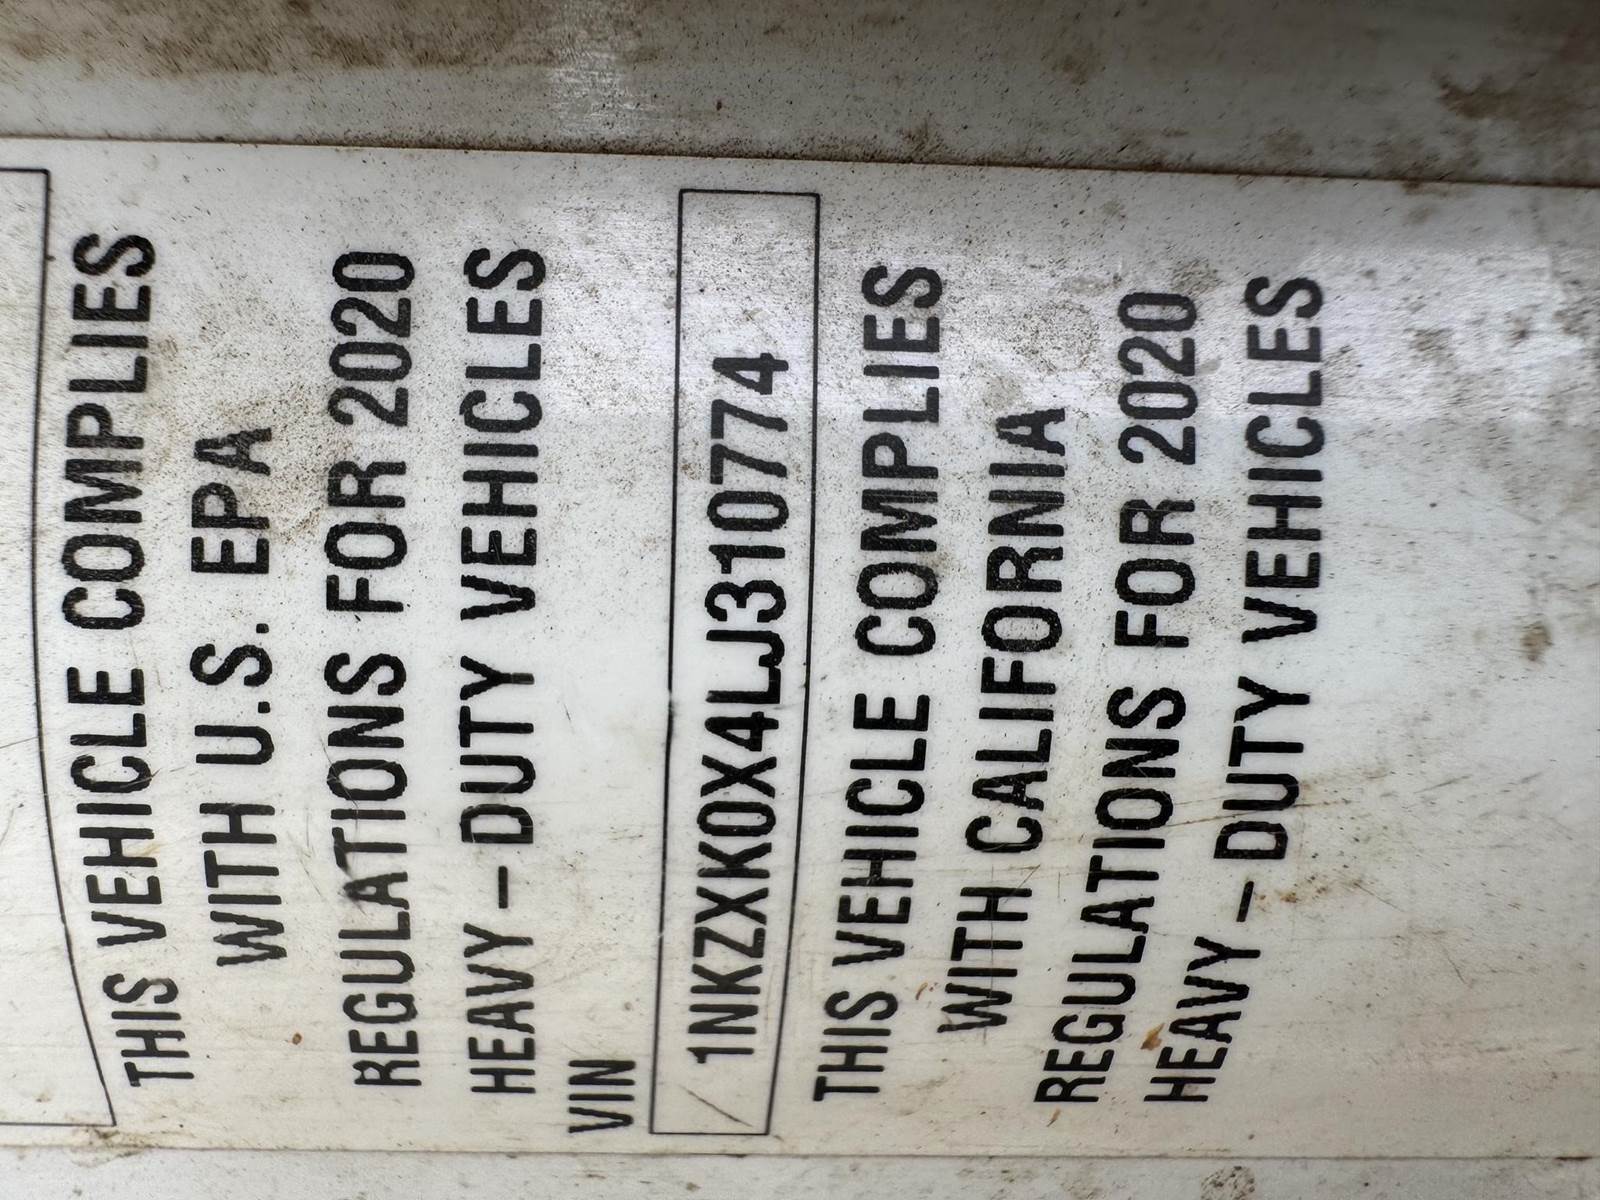 THIS VEHICLE COMPLIES
WITH U.S. EPA
REGULATIONS FOR 2020
HEAVY-DUTY VEHICLES
VIN
1NKZXK0X4LJ310774
THIS VEHICLE COMPLIES
WITH CALIFORNIA
REGULATIONS FOR 2020
HEAVY-DUTY VEHICLES